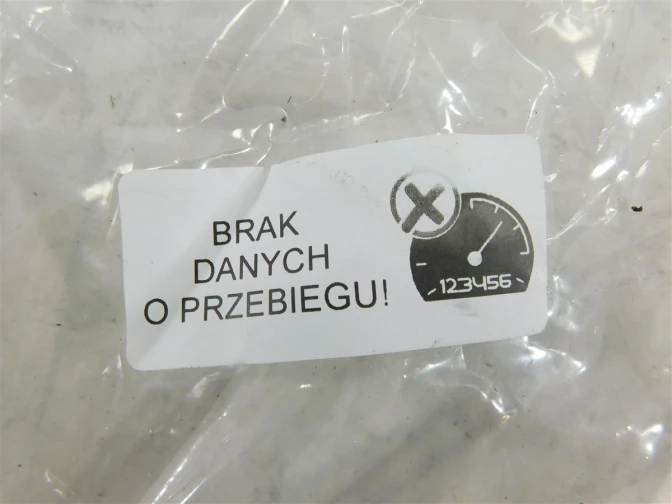 BRAK
DANYCH
O PRZEBIEGU!
123456